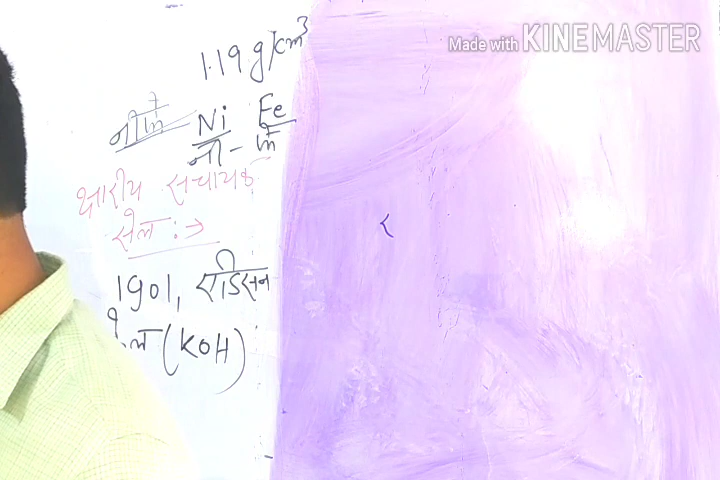 Made with KINEMASTER
1.19 g/cm³
नीफे Ni Fe
नी - फे
क्षारीय संचायक
सेल :→
1901, एडिसन
(KOH)